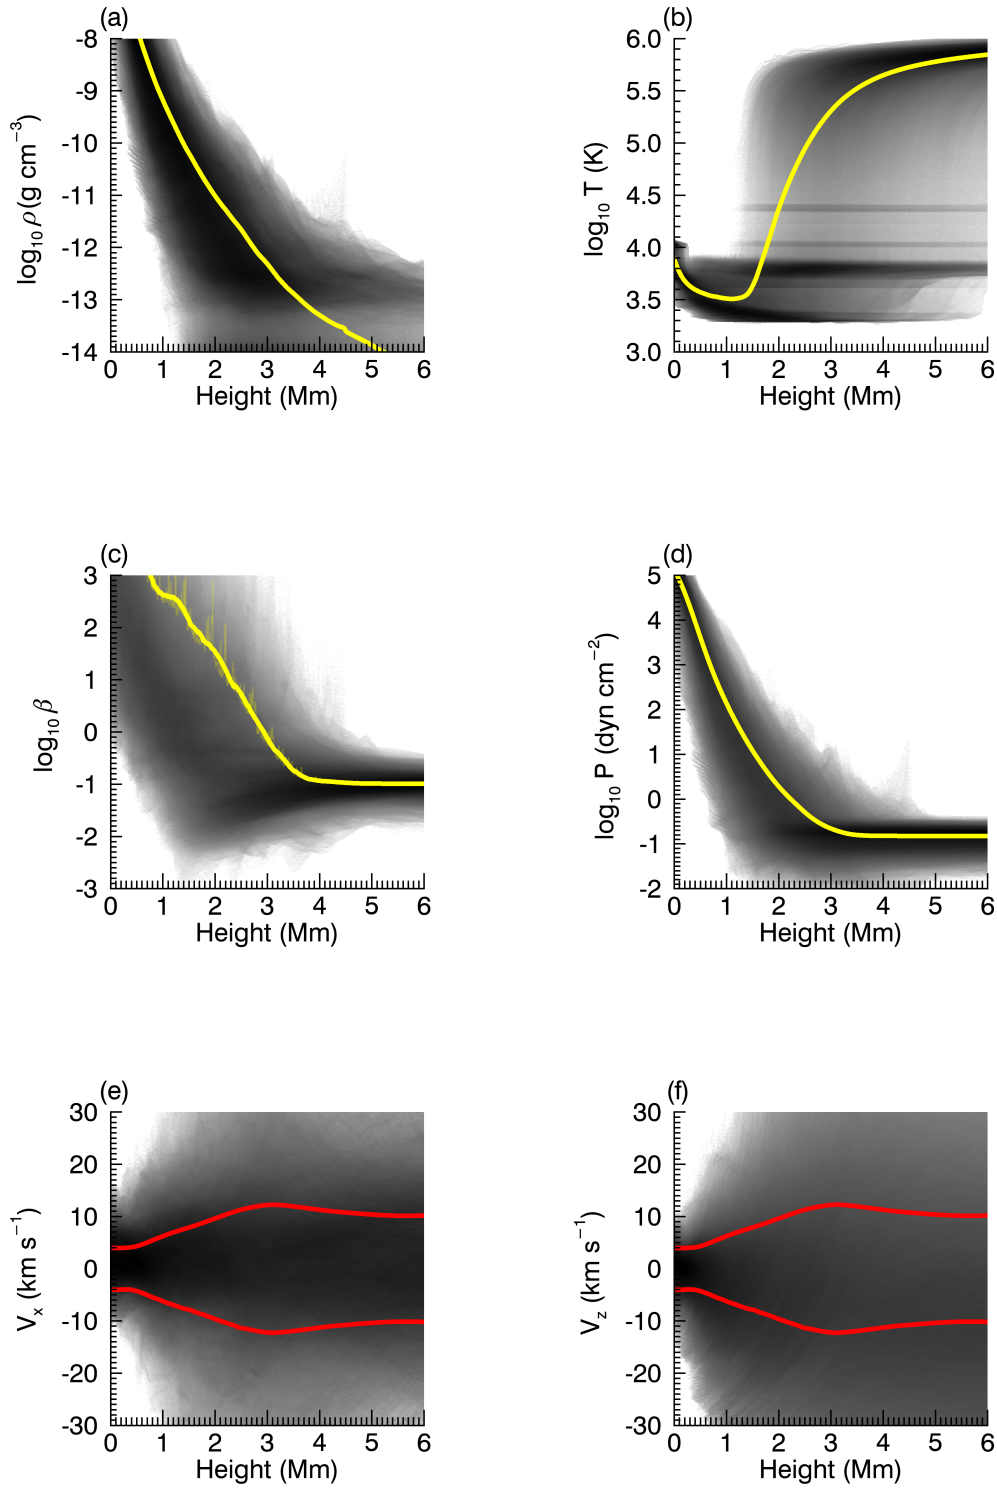 (a)
-8
-9
-10
-11
-12
-13
-14
log₁₀ ρ (g cm⁻³)
0 1 2 3 4 5 6
Height (Mm)
(b)
6.0
5.5
5.0
4.5
4.0
3.5
3.0
log₁₀ T (K)
0 1 2 3 4 5 6
Height (Mm)
(c)
3
2
1
0
-1
-2
-3
log₁₀ β
0 1 2 3 4 5 6
Height (Mm)
(d)
5
4
3
2
1
0
-1
-2
log₁₀ P (dyn cm⁻²)
0 1 2 3 4 5 6
Height (Mm)
(e)
30
20
10
0
-10
-20
-30
Vₓ (km s⁻¹)
0 1 2 3 4 5 6
Height (Mm)
(f)
30
20
10
0
-10
-20
-30
V_z (km s⁻¹)
0 1 2 3 4 5 6
Height (Mm)